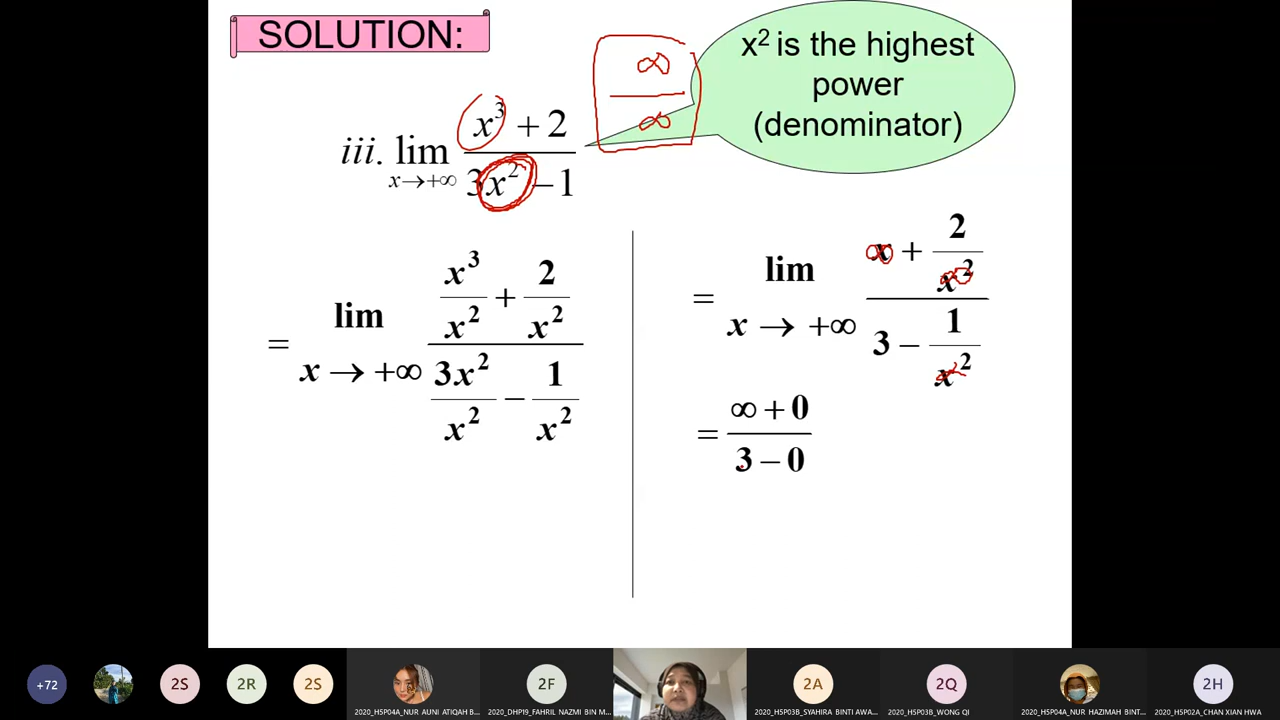 SOLUTION:
x² is the highest
power
(denominator)
∞
∞
iii. lim x³ + 2
x→+∞ 3x² − 1
= lim x³/x² + 2/x²
x → +∞ 3x²/x² − 1/x²
= lim x + 2/x²
x → +∞ 3 − 1/x²
∞
∞
∞
= ∞ + 0
3 − 0
+72
2S
2R
2S
2F
2A
2Q
2H
2020_HSP04A_NUR AUNI ATIQAH B...
2020_DHP19_FAHRIL NAZMI BIN M...
2020_HSP03B_SYAHIRA BINTI AWA...
2020_HSP03B_WONG QI
2020_HSP04A_NUR HAZIMAH BINT...
2020_HSP02A_CHAN XIAN HWA